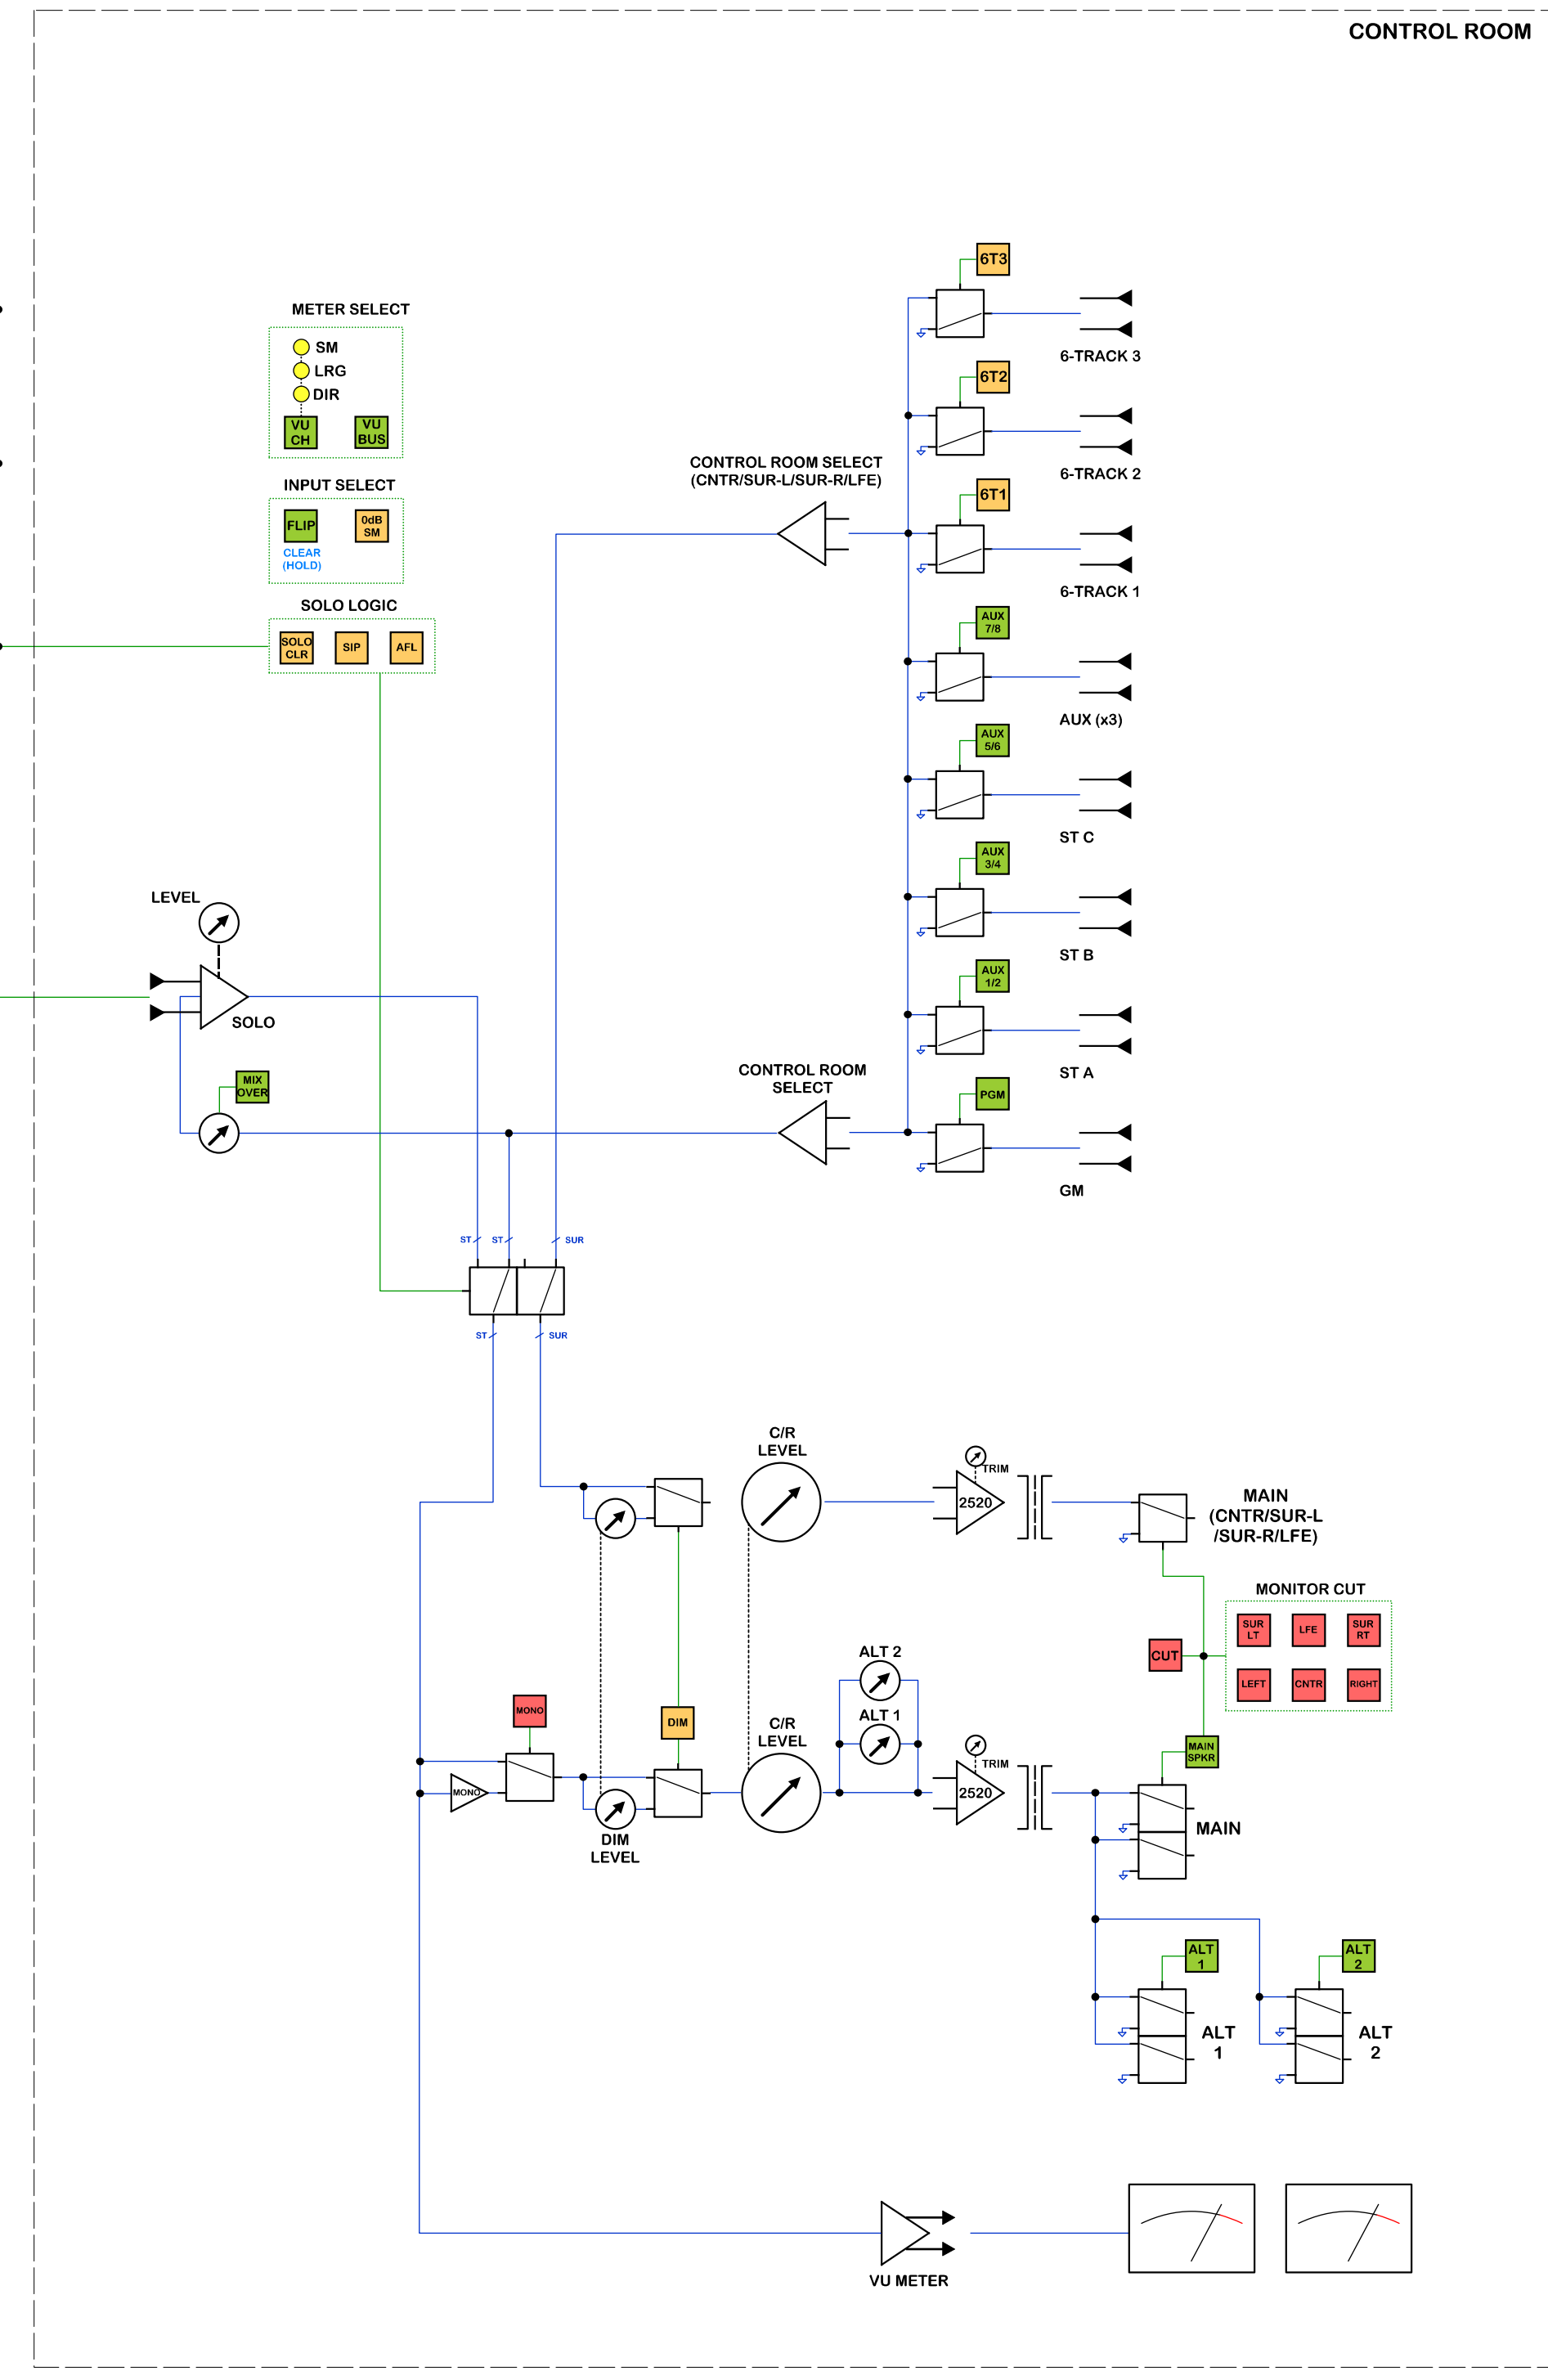 CONTROL ROOM
6T3
METER SELECT
SM
LRG
DIR
VU
CH
VU
BUS
6-TRACK 3
6T2
CONTROL ROOM SELECT
(CNTR/SUR-L/SUR-R/LFE)
6-TRACK 2
INPUT SELECT
FLIP
0dB
SM
CLEAR
(HOLD)
6T1
6-TRACK 1
SOLO LOGIC
SOLO
CLR
SIP
AFL
AUX
7/8
AUX (x3)
AUX
5/6
ST C
AUX
3/4
ST B
LEVEL
SOLO
AUX
1/2
ST A
MIX
OVER
CONTROL ROOM
SELECT
PGM
GM
ST
ST
SUR
ST
SUR
C/R
LEVEL
TRIM
2520
MAIN
(CNTR/SUR-L
/SUR-R/LFE)
MONITOR CUT
SUR
LT
LFE
SUR
RT
CUT
LEFT
CNTR
RIGHT
MONO
DIM
C/R
LEVEL
ALT 2
ALT 1
TRIM
2520
MAIN
SPKR
MONO
MAIN
DIM
LEVEL
ALT
1
ALT
2
ALT
1
ALT
2
VU METER